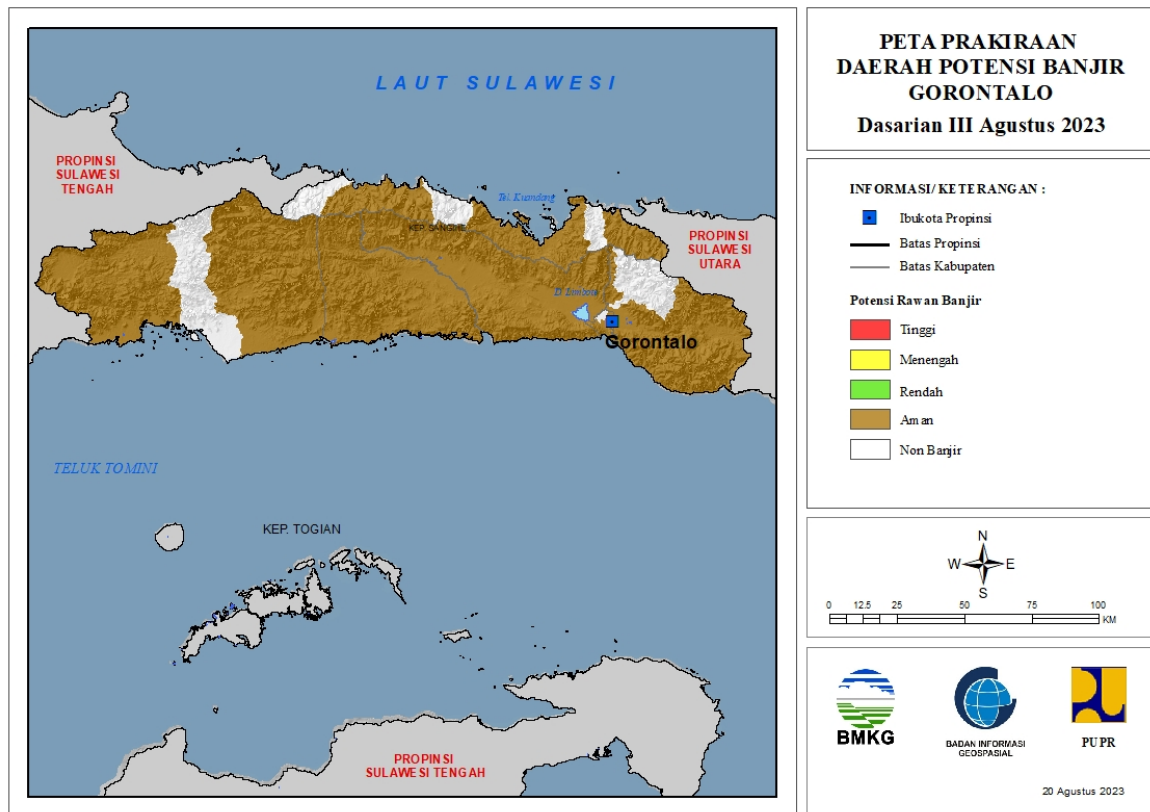 LAUT SULAWESI
PROPINSI
SULAWESI
TENGAH
Tel. Kuandang
KEP. SANGIHE
PROPINSI
SULAWESI
UTARA
Gorontalo
TELUK TOMINI
KEP. TOGIAN
PROPINSI
SULAWESI TENGAH
PETA PRAKIRAAN
DAERAH POTENSI BANJIR
GORONTALO
Dasarian III Agustus 2023
INFORMASI/ KETERANGAN :
Ibukota Propinsi
Batas Propinsi
Batas Kabupaten
Potensi Rawan Banjir
Tinggi
Menengah
Rendah
Aman
Non Banjir
N
W E
S
0 12.5 25 50 75 100
KM
BMKG
BADAN INFORMASI
GEOSPASIAL
PUPR
20 Agustus 2023